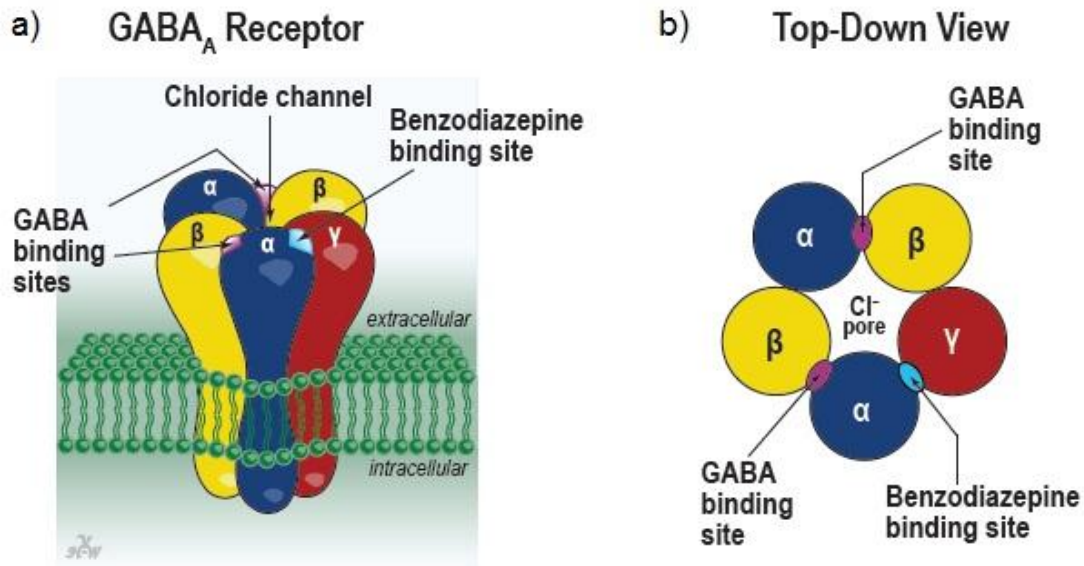 a)
GABAA Receptor
Chloride channel
Benzodiazepine
binding site
α
β
GABA
binding
sites
β
α
γ
extracellular
intracellular
b)
Top-Down View
GABA
binding
site
α
β
Cl-
pore
β
γ
α
GABA
binding
site
Benzodiazepine
binding site